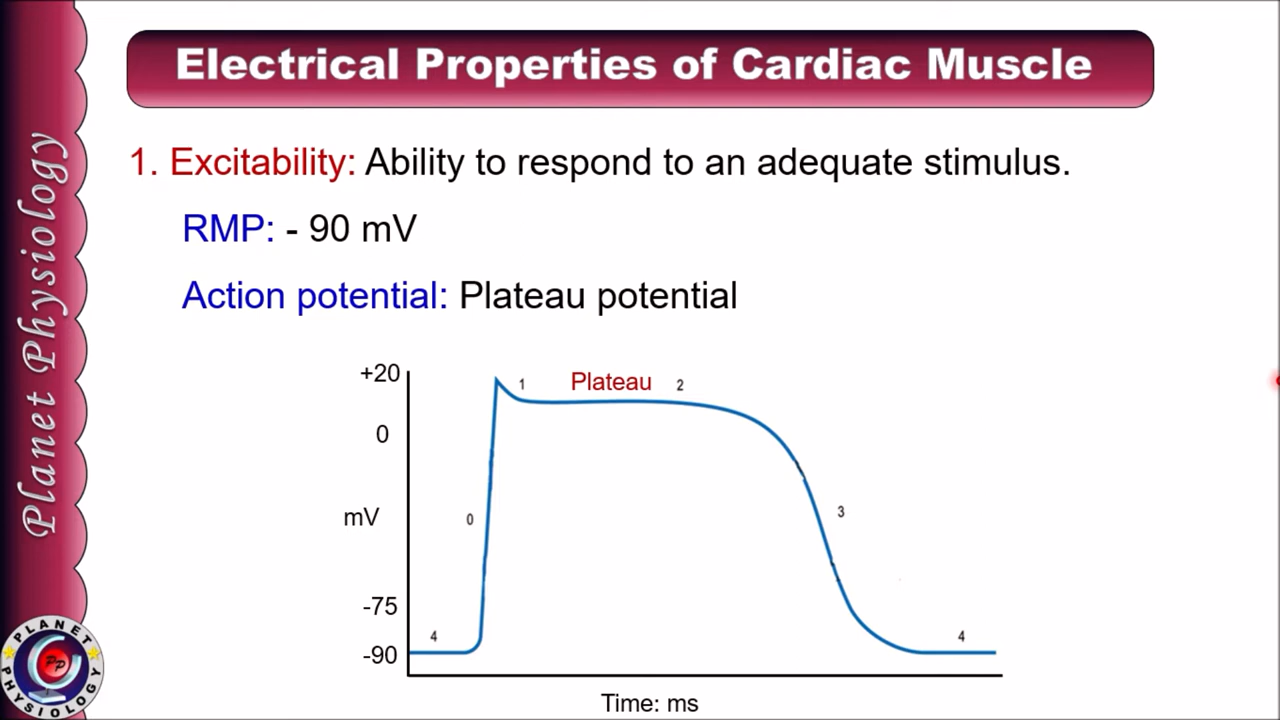 Electrical Properties of Cardiac Muscle
1. Excitability: Ability to respond to an adequate stimulus.
RMP: - 90 mV
Action potential: Plateau potential
+20
1
Plateau
2
0
mV
0
3
-75
4
4
-90
Time: ms
Planet Physiology
PLANET
PP
PHYSIOLOGY